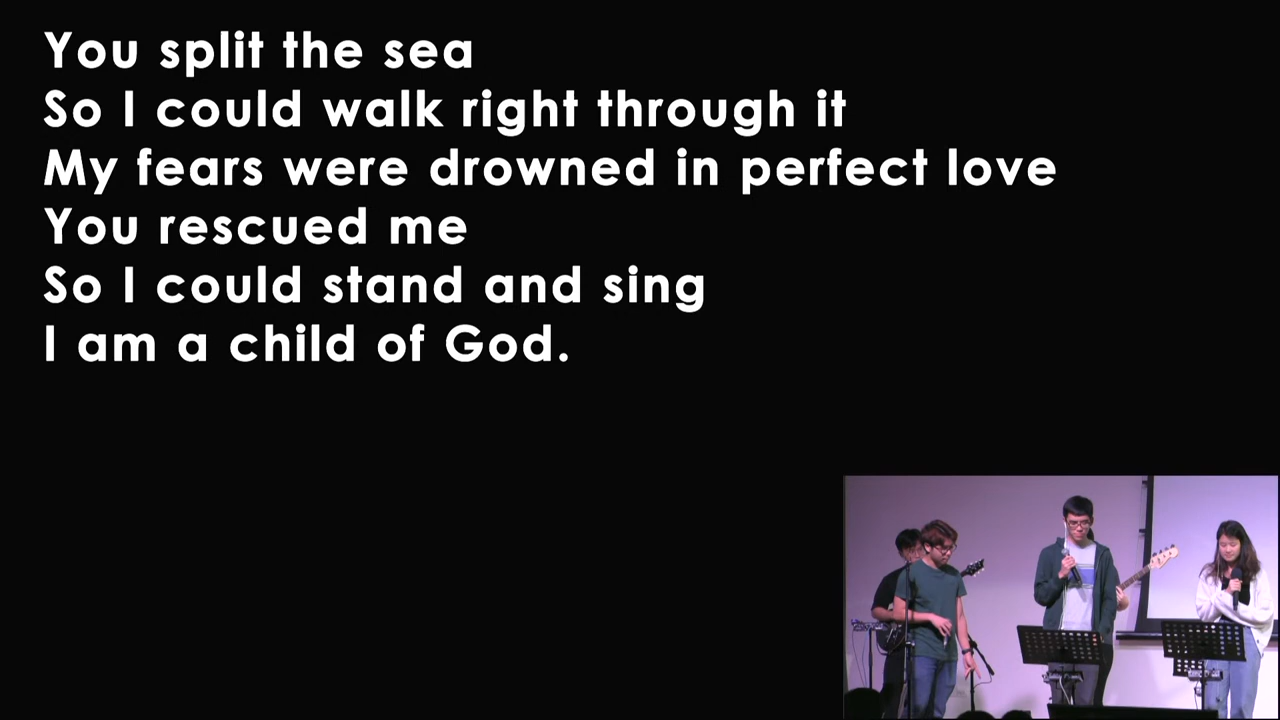 You split the sea
So I could walk right through it
My fears were drowned in perfect love
You rescued me
So I could stand and sing
I am a child of God.